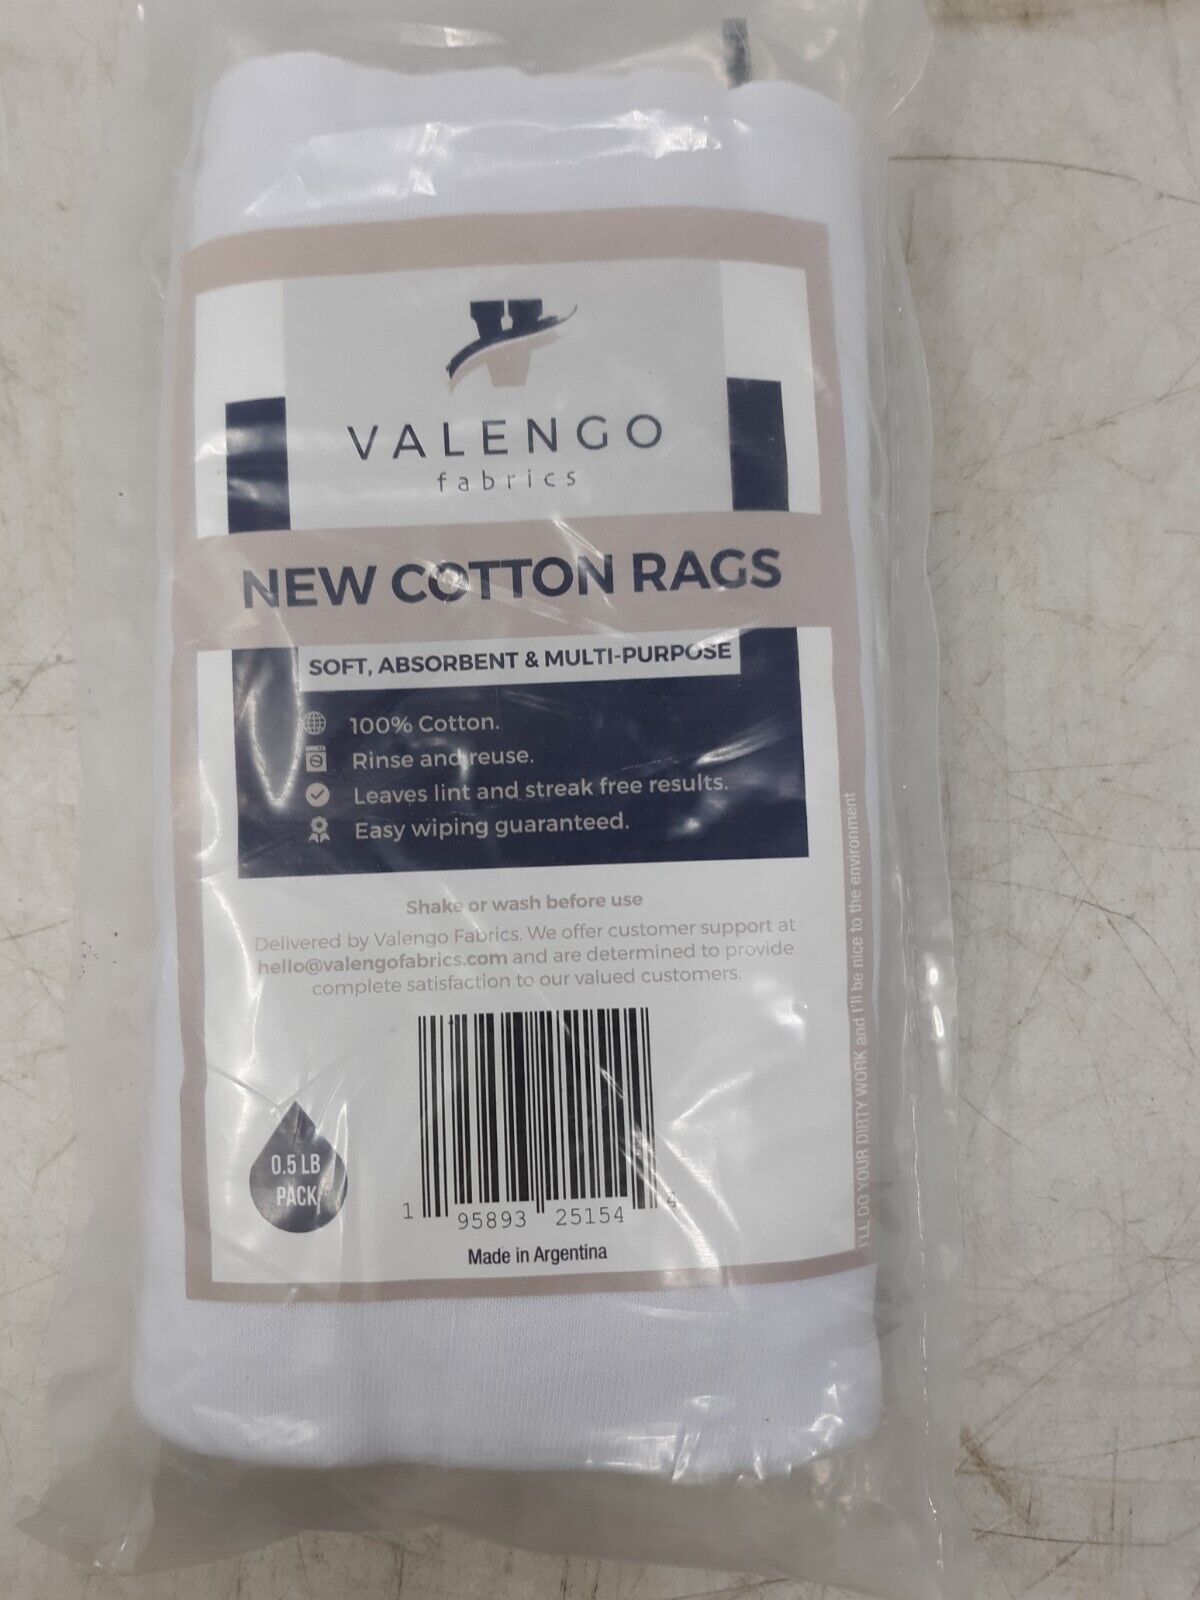 VALENGO
fabrics
NEW COTTON RAGS
SOFT, ABSORBENT & MULTI-PURPOSE
100% Cotton.
Rinse and reuse.
Leaves lint and streak free results.
Easy wiping guaranteed.
Shake or wash before use
Delivered by Valengo Fabrics. We offer customer support at
hello@valengofabrics.com and are determined to provide
complete satisfaction to our valued customers.
0.5 LB
PACK
1 95893 25154 4
Made in Argentina
I'LL DO YOUR DIRTY WORK and I'll be nice to the environment